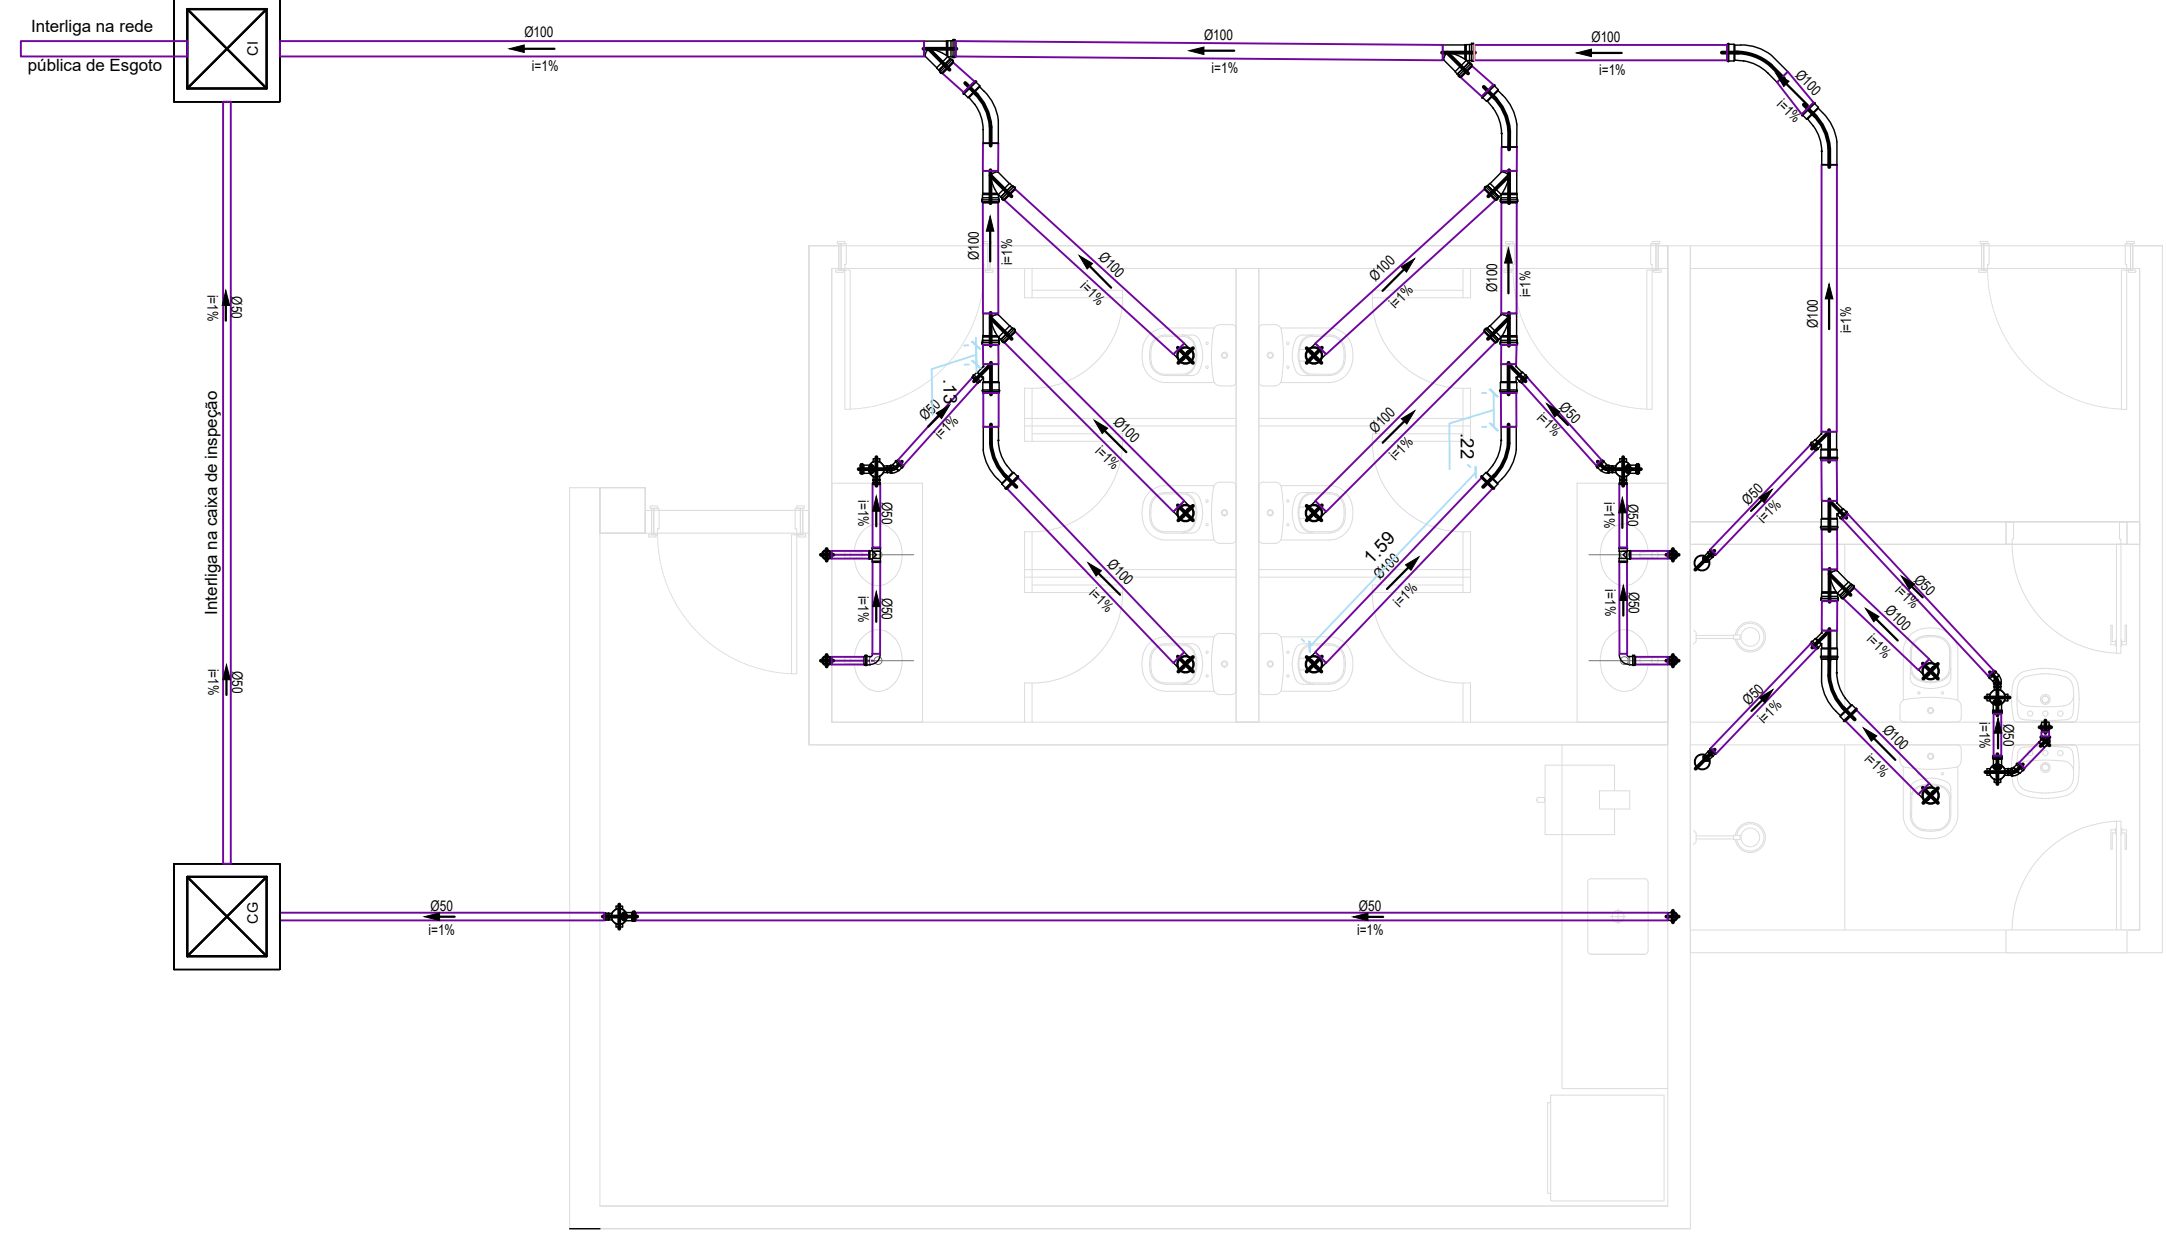 Interliga na rede
pública de Esgoto
CI
Ø100
i=1%
Ø100
i=1%
Ø100
i=1%
Ø100
i=1%
Ø100
i=1%
Ø100
i=1%
Ø100
i=1%
Ø100
i=1%
Ø100
i=1%
Ø50
i=1%
Interliga na caixa de inspeção
Ø50
i=1%
.13
Ø50
i=1%
Ø100
i=1%
Ø100
i=1%
.22
Ø50
i=1%
Ø50
i=1%
Ø50
i=1%
Ø100
i=1%
1.59
Ø100
i=1%
Ø50
i=1%
Ø50
i=1%
Ø50
i=1%
Ø50
i=1%
Ø100
i=1%
Ø50
i=1%
Ø50
i=1%
Ø100
i=1%
CG
Ø50
i=1%
Ø50
i=1%